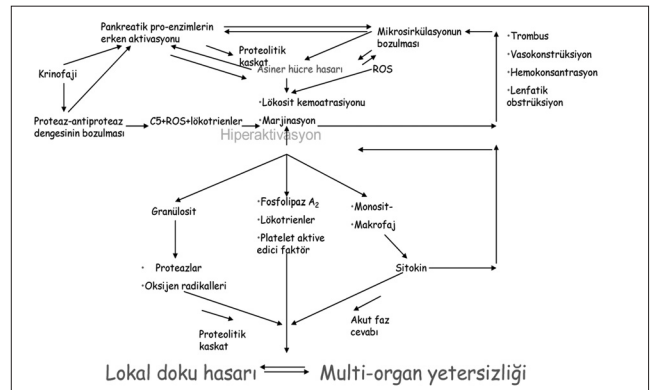 Pankreatik pro-enzimlerin
erken aktivasyonu
Mikrosirkülasyonun
bozulması
·Trombus
·Vasokonstrüksiyon
·Hemokonsantrasyon
·Lenfatik
obstrüksiyon
Proteolitik
kaskat
Krinofaji
Asiner hücre hasarı
ROS
·Lökosit kemoatrasiyonu
·Marjinasyon
Proteaz-antiproteaz
dengesinin bozulması
C5+ROS+lökotrienler
Hiperaktivasyon
Granülosit
·Fosfolipaz A2
·Lökotrienler
·Platelet aktive
edici faktör
·Monosit-
·Makrofaj
· Proteazlar
·Oksijen radikalleri
Sitokin
Proteolitik
kaskat
Akut faz
cevabı
Lokal doku hasarı
Multi-organ yetersizliği